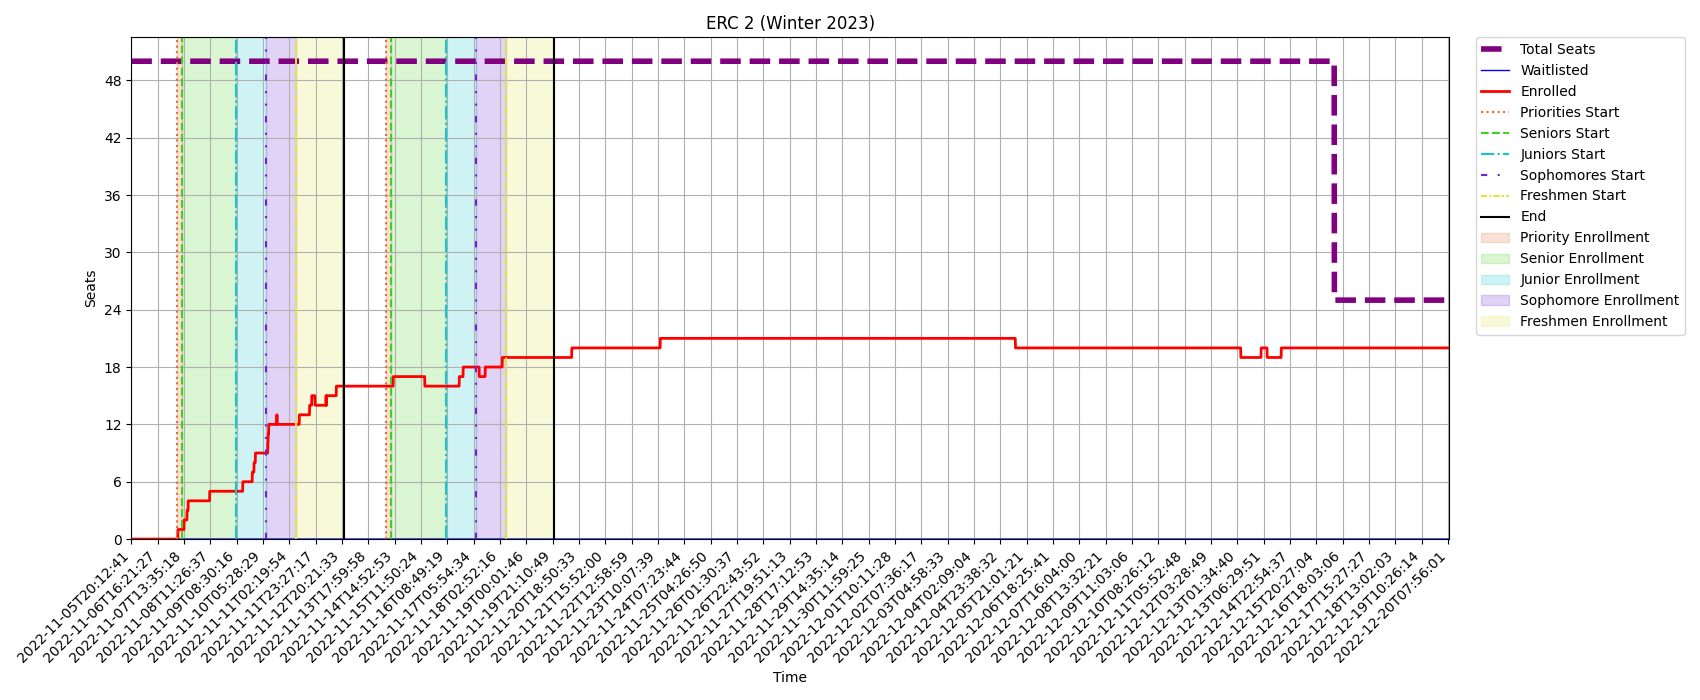 ERC 2 (Winter 2023)
Total Seats
Waitlisted
Enrolled
Priorities Start
Seniors Start
Juniors Start
Sophomores Start
Freshmen Start
End
Priority Enrollment
Senior Enrollment
Junior Enrollment
Sophomore Enrollment
Freshmen Enrollment
Seats
48
42
36
30
24
18
12
6
0
2022-11-05T20:12:41
2022-11-06T16:21:27
2022-11-07T13:35:18
2022-11-08T11:26:37
2022-11-09T08:30:16
2022-11-10T05:28:29
2022-11-11T02:19:54
2022-11-11T23:27:17
2022-11-12T20:21:33
2022-11-13T17:59:58
2022-11-14T14:52:53
2022-11-15T11:50:24
2022-11-16T08:49:19
2022-11-17T05:54:34
2022-11-18T02:52:16
2022-11-19T00:01:46
2022-11-19T21:10:49
2022-11-20T18:50:33
2022-11-21T15:52:00
2022-11-22T12:58:59
2022-11-23T10:07:39
2022-11-24T07:23:44
2022-11-25T04:26:50
2022-11-26T01:30:37
2022-11-26T22:43:52
2022-11-27T19:51:13
2022-11-28T17:12:53
2022-11-29T14:35:14
2022-11-30T11:59:25
2022-12-01T10:11:28
2022-12-02T07:36:17
2022-12-03T04:58:33
2022-12-04T02:09:04
2022-12-04T23:38:32
2022-12-05T21:01:21
2022-12-06T18:25:41
2022-12-07T16:04:00
2022-12-08T13:32:21
2022-12-09T11:03:06
2022-12-10T08:26:12
2022-12-11T05:52:48
2022-12-12T03:28:49
2022-12-13T01:34:40
2022-12-13T06:29:51
2022-12-14T22:54:37
2022-12-15T20:27:04
2022-12-16T18:03:06
2022-12-17T15:27:27
2022-12-18T13:02:03
2022-12-19T10:26:14
2022-12-20T07:56:01
Time